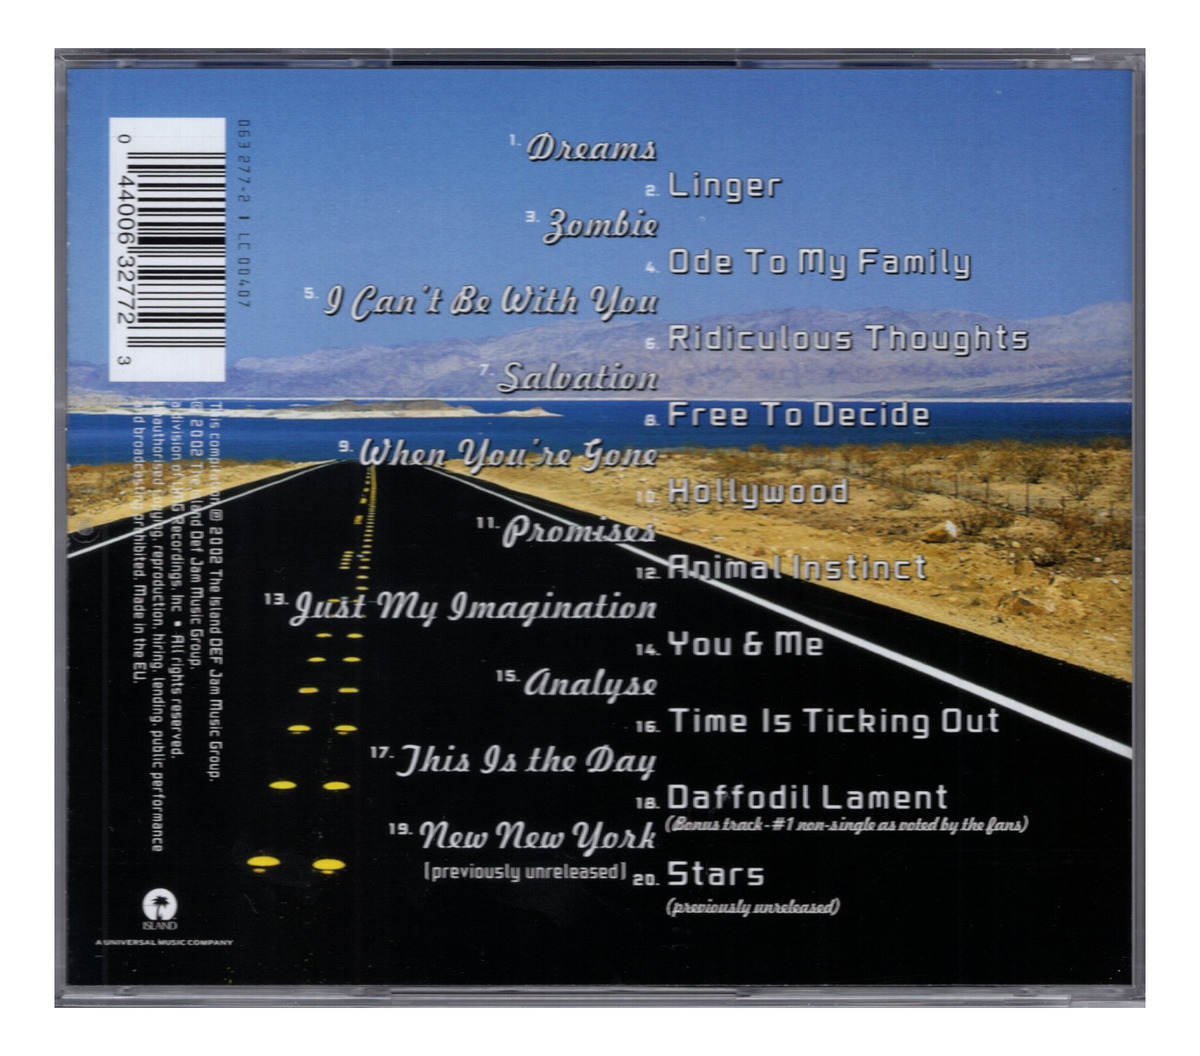 1. Dreams
2. Linger
3. Zombie
4. Ode To My Family
5. I Can't Be With You
6. Ridiculous Thoughts
7. Salvation
8. Free To Decide
9. When You're Gone
10. Hollywood
11. Promises
12. Animal Instinct
13. Just My Imagination
14. You & Me
15. Analyse
16. Time Is Ticking Out
17. This Is the Day
18. Daffodil Lament
(Bonus track - #1 non-single as voted by the fans)
19. New New York
[previously unreleased]
20. Stars
(previously unreleased)
063 277-2 | LC 00407
0 44006 32772 3
This compilation ℗ 2002 The Island DEF Jam Music Group.
© 2002 The Island Def Jam Music Group,
a division of UMG Recordings, Inc • All rights reserved.
Unauthorised copying, reproduction, hiring, lending, public performance
and broadcasting prohibited. Made in the EU.
ISLAND
A UNIVERSAL MUSIC COMPANY